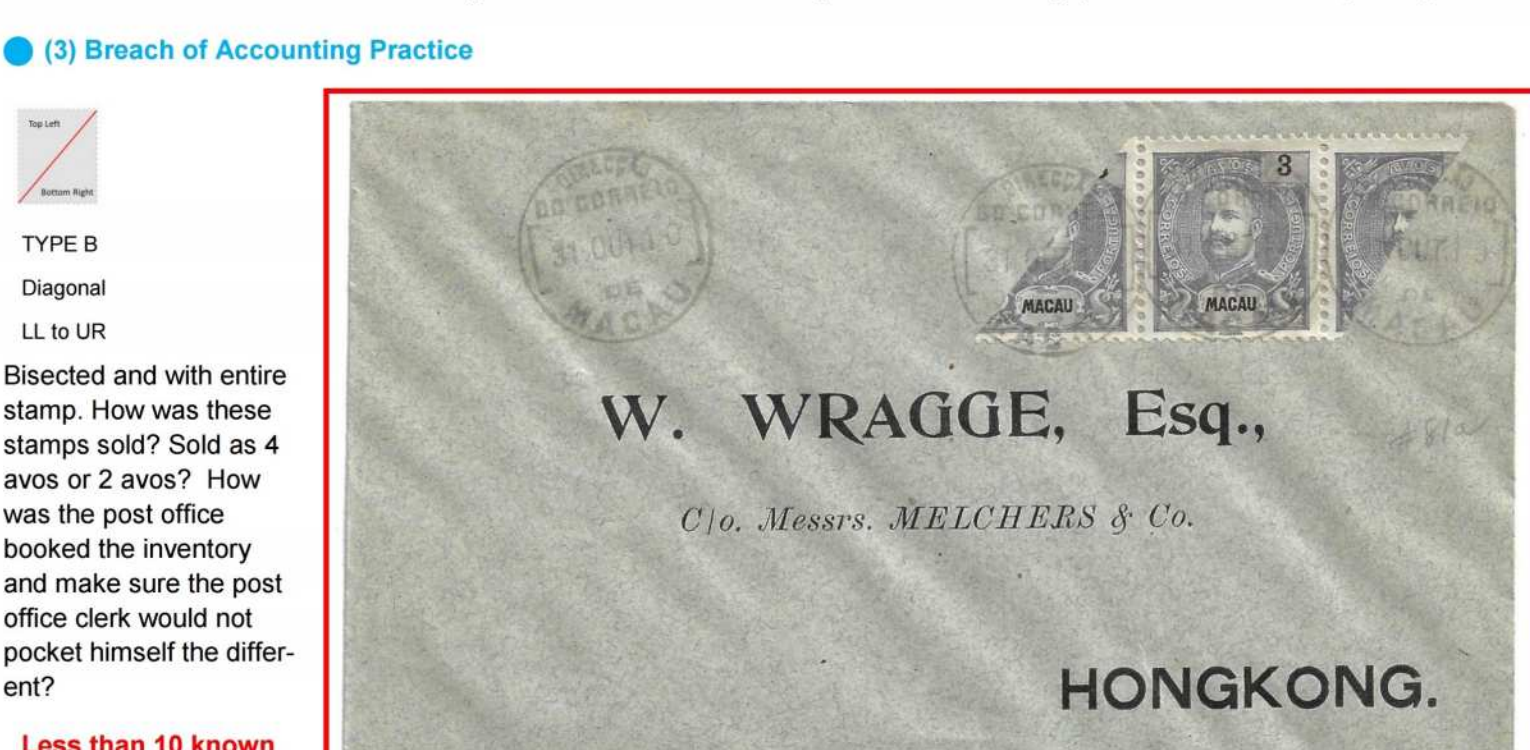 (3) Breach of Accounting Practice
Top Left
Bottom Right
TYPE B
Diagonal
LL to UR
Bisected and with entire
stamp. How was these
stamps sold? Sold as 4
avos or 2 avos? How
was the post office
booked the inventory
and make sure the post
office clerk would not
pocket himself the differ-
ent?
Less than 10 known
DO CORREIO
DE
MACAU
3
CORREIOS
MACAU
MACAU
W. WRAGGE, Esq.,
C/o. Messrs. MELCHERS & Co.
HONGKONG.